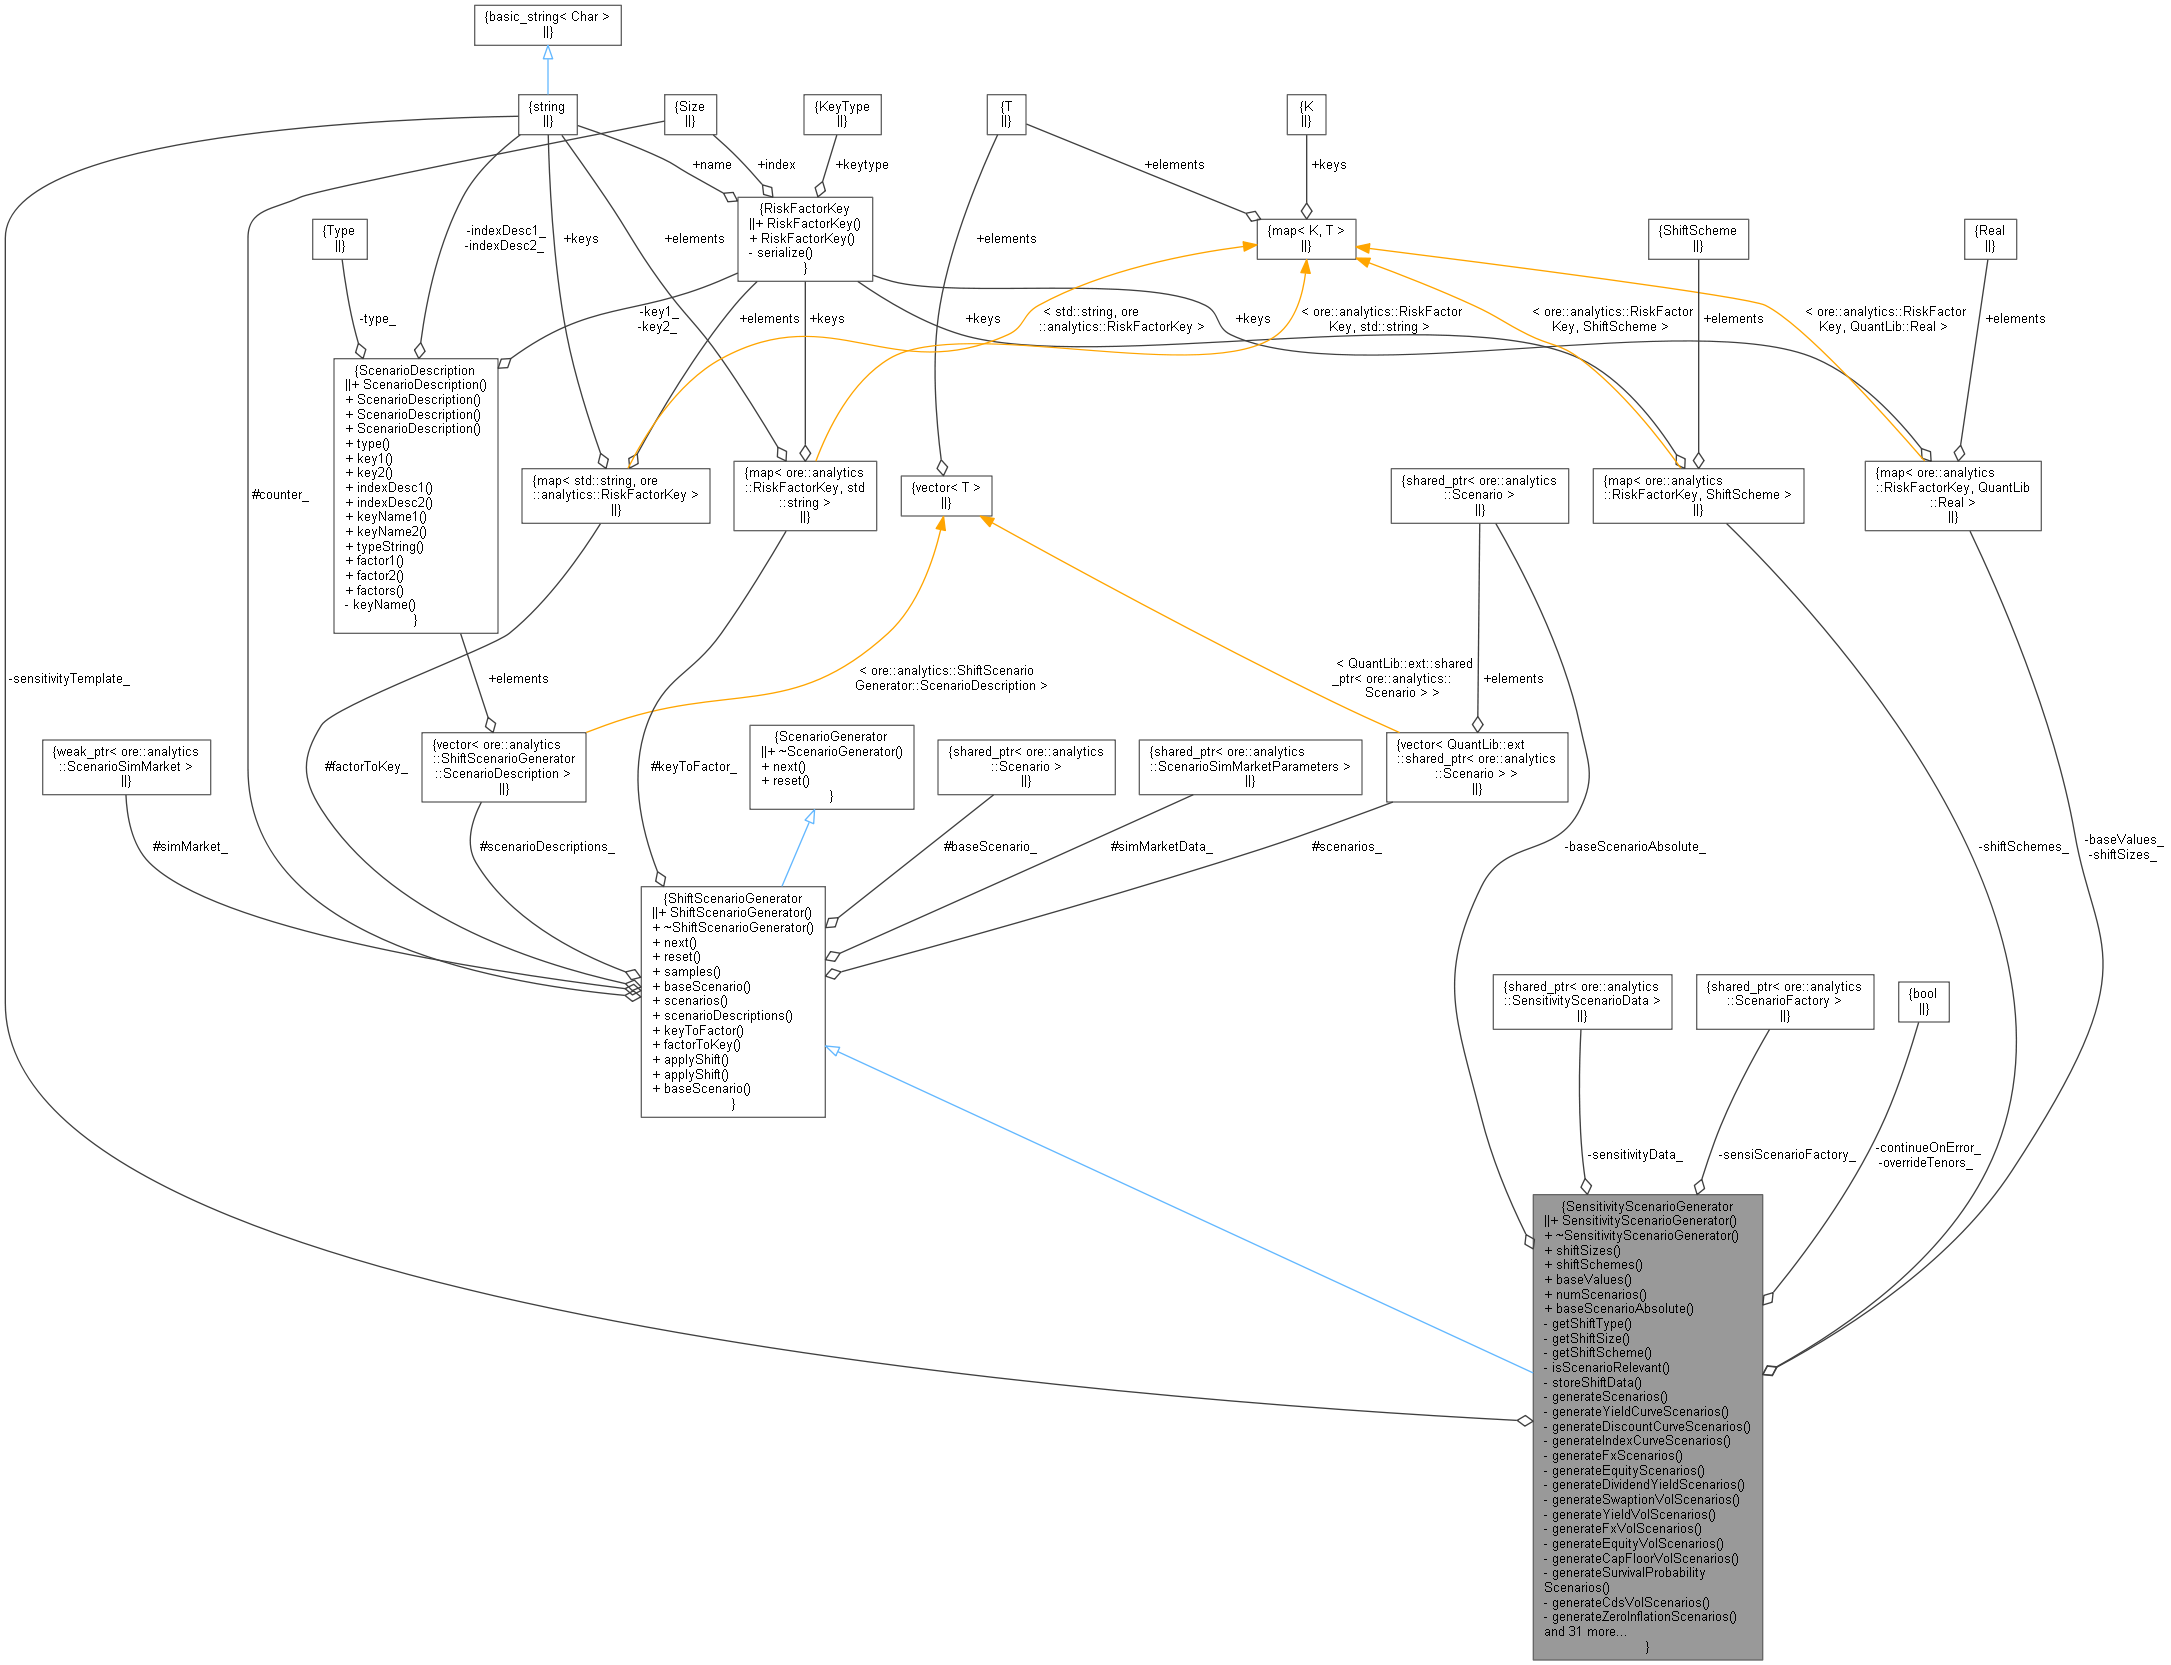 {basic_string< Char >
||}
{string
||}
{Size
||}
{KeyType
||}
{T
||}
{K
||}
+name
+index
+keytype
+elements
+keys
{RiskFactorKey
||+ RiskFactorKey()
+ RiskFactorKey()
- serialize()
}
{Type
||}
-indexDesc1_
-indexDesc2_
+keys
+elements
+elements
{map< K, T >
||}
{ShiftScheme
||}
{Real
||}
-type_
-key1_
-key2_
+elements
+keys
+keys
< std::string, ore
::analytics::RiskFactorKey >
+keys
< ore::analytics::RiskFactor
Key, std::string >
< ore::analytics::RiskFactor
Key, ShiftScheme >
+elements
< ore::analytics::RiskFactor
Key, QuantLib::Real >
+elements
{ScenarioDescription
||+ ScenarioDescription()
+ ScenarioDescription()
+ ScenarioDescription()
+ ScenarioDescription()
+ type()
+ key1()
+ key2()
+ indexDesc1()
+ indexDesc2()
+ keyName1()
+ keyName2()
+ typeString()
+ factor1()
+ factor2()
+ factors()
- keyName()
}
#counter_
{map< std::string, ore
::analytics::RiskFactorKey >
||}
{map< ore::analytics
::RiskFactorKey, std
::string >
||}
{vector< T >
||}
{shared_ptr< ore::analytics
::Scenario >
||}
{map< ore::analytics
::RiskFactorKey, ShiftScheme >
||}
{map< ore::analytics
::RiskFactorKey, QuantLib
::Real >
||}
-sensitivityTemplate_
+elements
< ore::analytics::ShiftScenario
Generator::ScenarioDescription >
< QuantLib::ext::shared
_ptr< ore::analytics::
Scenario > >
+elements
{weak_ptr< ore::analytics
::ScenarioSimMarket >
||}
#factorToKey_
{vector< ore::analytics
::ShiftScenarioGenerator
::ScenarioDescription >
||}
#keyToFactor_
{ScenarioGenerator
||+ ~ScenarioGenerator()
+ next()
+ reset()
}
{shared_ptr< ore::analytics
::Scenario >
||}
{shared_ptr< ore::analytics
::ScenarioSimMarketParameters >
||}
{vector< QuantLib::ext
::shared_ptr< ore::analytics
::Scenario > >
||}
#simMarket_
#scenarioDescriptions_
#baseScenario_
#simMarketData_
#scenarios_
-baseScenarioAbsolute_
-shiftSchemes_
-baseValues_
-shiftSizes_
{ShiftScenarioGenerator
||+ ShiftScenarioGenerator()
+ ~ShiftScenarioGenerator()
+ next()
+ reset()
+ samples()
+ baseScenario()
+ scenarios()
+ scenarioDescriptions()
+ keyToFactor()
+ factorToKey()
+ applyShift()
+ applyShift()
+ baseScenario()
}
{shared_ptr< ore::analytics
::SensitivityScenarioData >
||}
{shared_ptr< ore::analytics
::ScenarioFactory >
||}
{bool
||}
-sensitivityData_
-sensiScenarioFactory_
-continueOnError_
-overrideTenors_
{SensitivityScenarioGenerator
||+ SensitivityScenarioGenerator()
+ ~SensitivityScenarioGenerator()
+ shiftSizes()
+ shiftSchemes()
+ baseValues()
+ numScenarios()
+ baseScenarioAbsolute()
- getShiftType()
- getShiftSize()
- getShiftScheme()
- isScenarioRelevant()
- storeShiftData()
- generateScenarios()
- generateYieldCurveScenarios()
- generateDiscountCurveScenarios()
- generateIndexCurveScenarios()
- generateFxScenarios()
- generateEquityScenarios()
- generateDividendYieldScenarios()
- generateSwaptionVolScenarios()
- generateYieldVolScenarios()
- generateFxVolScenarios()
- generateEquityVolScenarios()
- generateCapFloorVolScenarios()
- generateSurvivalProbability
Scenarios()
- generateCdsVolScenarios()
- generateZeroInflationScenarios()
and 31 more...
}